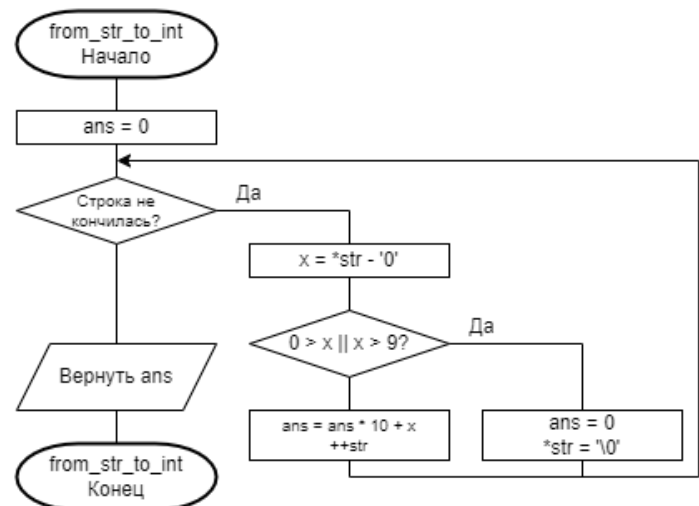 from_str_to_int
Начало
ans = 0
Строка не
кончилась?
Да
x = *str - '0'
0 > x || x > 9?
Да
ans = ans * 10 + x
++str
ans = 0
*str = '\0'
Вернуть ans
from_str_to_int
Конец